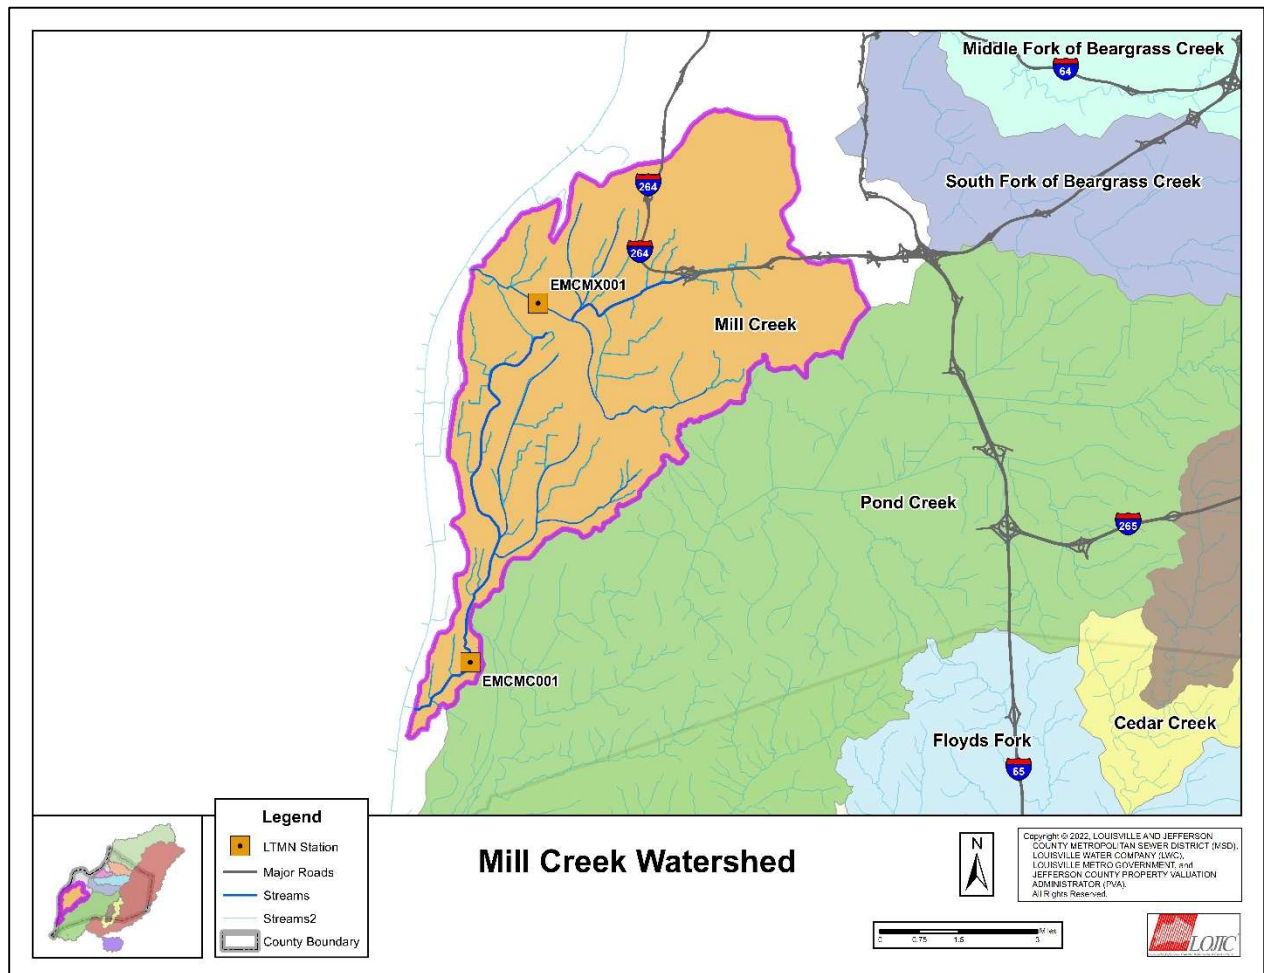 Middle Fork of Beargrass Creek
64
264
South Fork of Beargrass Creek
264
EMCMX001
Mill Creek
Pond Creek
265
EMCMC001
Cedar Creek
Floyds Fork
65
Legend
LTMN Station
Major Roads
Streams
Streams2
County Boundary
Mill Creek Watershed
N
Copyright © 2022, LOUISVILLE AND JEFFERSON
COUNTY METROPOLITAN SEWER DISTRICT (MSD),
LOUISVILLE WATER COMPANY (LWC),
LOUISVILLE METRO GOVERNMENT, and
JEFFERSON COUNTY PROPERTY VALUATION
ADMINISTRATOR (PVA).
All Rights Reserved.
Miles
0 0.75 1.5 3
LOJIC